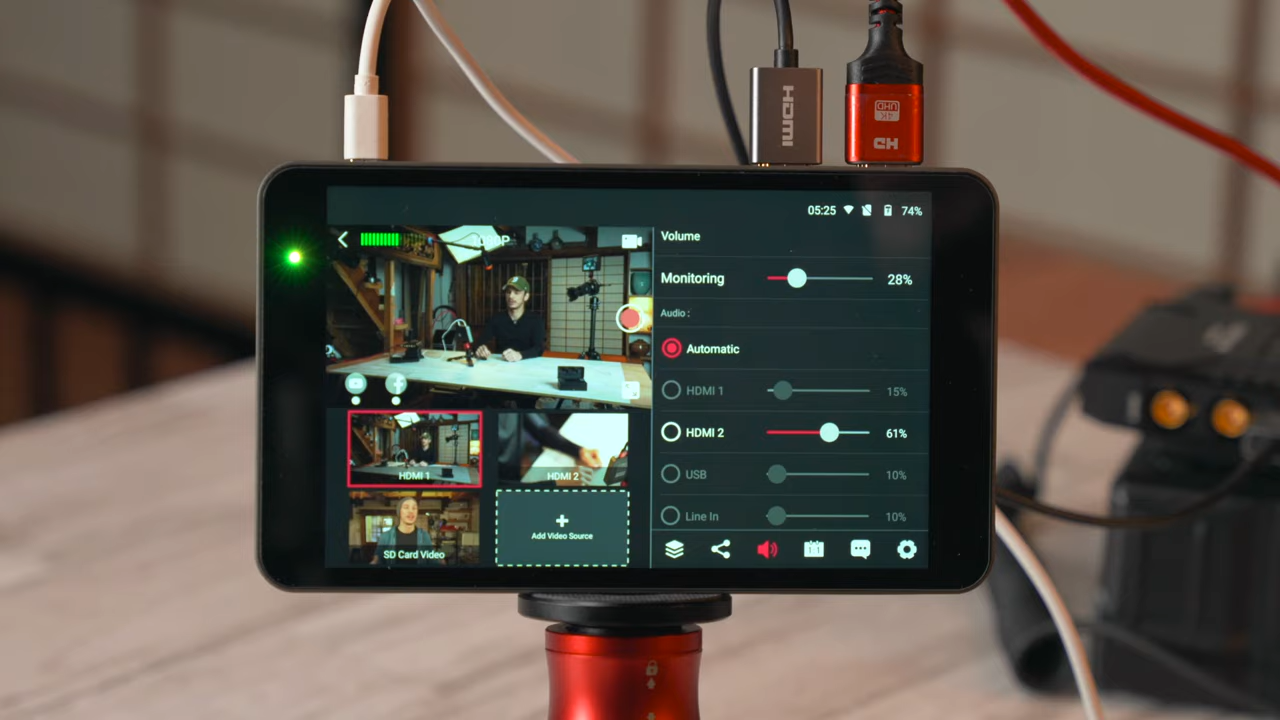 HDMI
4K
UHD
HD
05:25
74%
Volume
Monitoring
28%
Audio :
Automatic
HDMI 1
15%
HDMI 2
61%
USB
10%
Line In
10%
HDMI 1
HDMI 2
SD Card Video
+
Add Video Source